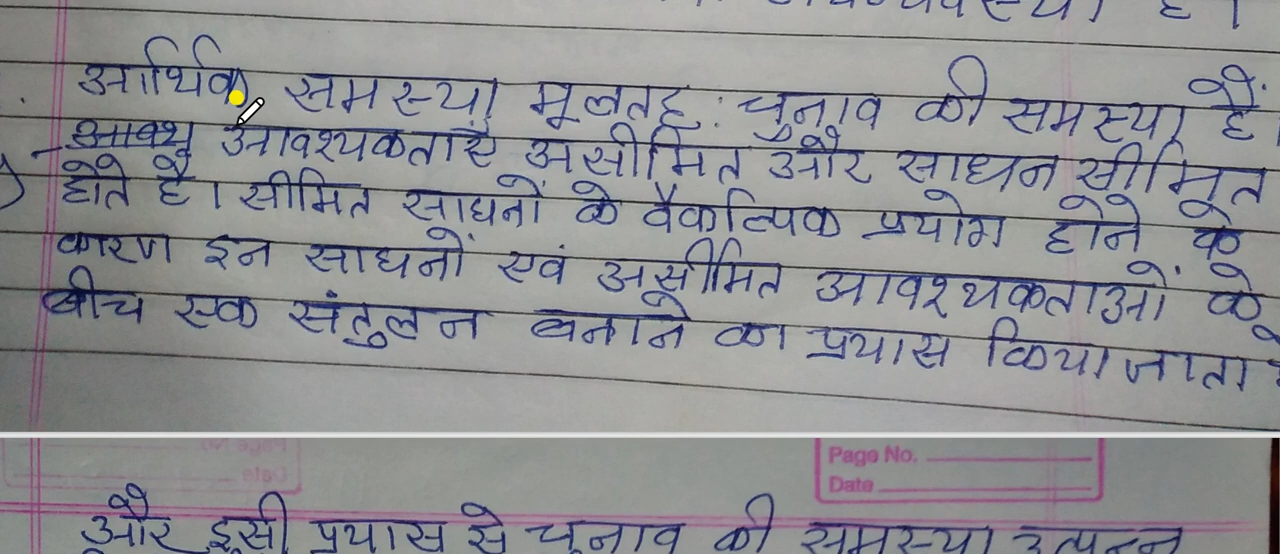 आर्थिक समस्या मूलतह: चुनाव की समस्या हैं।
आवश्यकताएँ असीमित और साधन सीमित
होते है। सीमित साधनों के वैकल्पिक प्रयोग होने के
कारण इन साधनों एवं असीमित आवश्यकताओं के
बीच एक संतुलन बनाने का प्रयास किया जाता
Page No.
Date
और इसी प्रयास से चुनाव की समस्या उत्पन्न